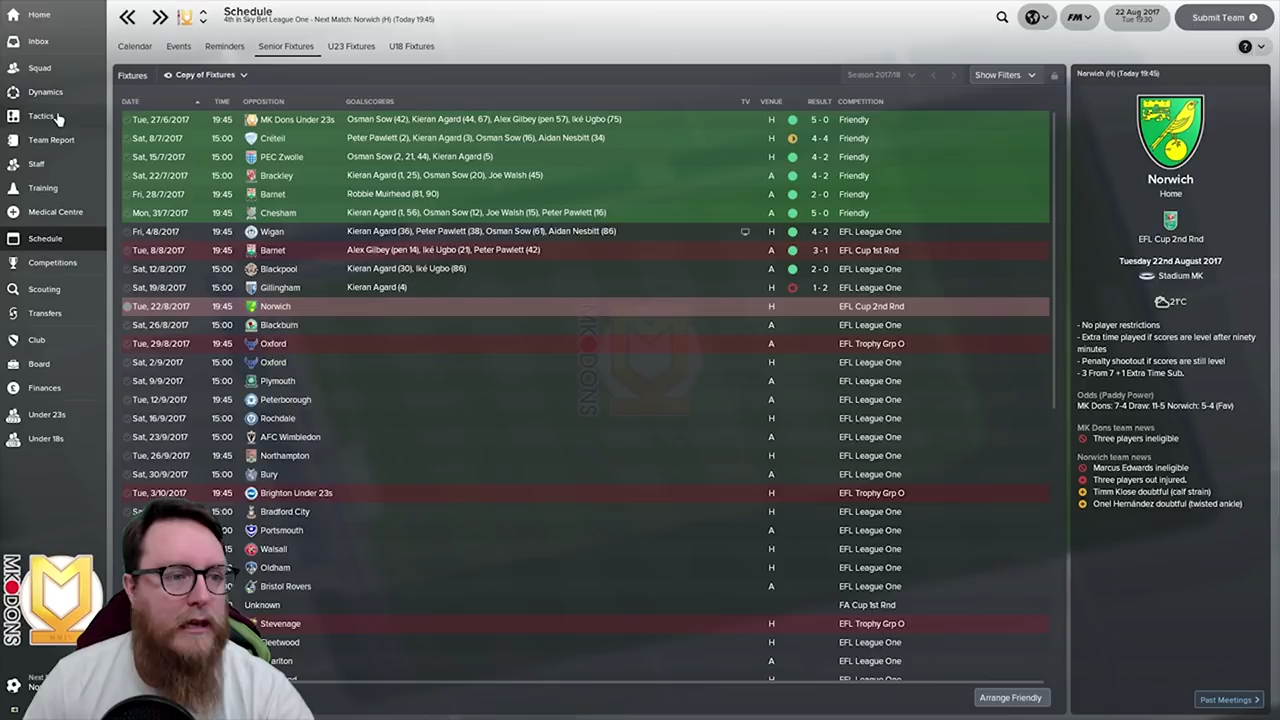 Home
Inbox
Squad
Dynamics
Tactics
Team Report
Staff
Training
Medical Centre
Schedule
Competitions
Scouting
Transfers
Club
Board
Finances
Under 23s
Under 18s
Schedule
4th in Sky Bet League One - Next Match: Norwich (H) (Today 19:45)
FM
22 Aug 2017
Tue 19:30
Submit Team
Calendar Events Reminders Senior Fixtures U23 Fixtures U18 Fixtures
?
Fixtures Copy of Fixtures Season 2017/18 Show Filters
DATE TIME OPPOSITION GOALSCORERS TV VENUE RESULT COMPETITION
Tue, 27/6/2017 19:45 MK Dons Under 23s Osman Sow (42), Kieran Agard (44, 67), Alex Gilbey (pen 57), Iké Ugbo (75) H 5 - 0 Friendly
Sat, 8/7/2017 15:00 Créteil Peter Pawlett (2), Kieran Agard (3), Osman Sow (16), Aidan Nesbitt (34) H 4 - 4 Friendly
Sat, 15/7/2017 15:00 PEC Zwolle Osman Sow (2, 21, 44), Kieran Agard (5) H 4 - 2 Friendly
Sat, 22/7/2017 15:00 Brackley Kieran Agard (1, 25), Osman Sow (20), Joe Walsh (45) A 4 - 2 Friendly
Fri, 28/7/2017 19:45 Barnet Robbie Muirhead (81, 90) A 2 - 0 Friendly
Mon, 31/7/2017 19:45 Chesham Kieran Agard (1, 56), Osman Sow (12), Joe Walsh (15), Peter Pawlett (16) A 5 - 0 Friendly
Fri, 4/8/2017 19:45 Wigan Kieran Agard (36), Peter Pawlett (38), Osman Sow (61), Aidan Nesbitt (86) H 4 - 2 EFL League One
Tue, 8/8/2017 19:45 Barnet Alex Gilbey (pen 14), Iké Ugbo (21), Peter Pawlett (42) A 3 - 1 EFL Cup 1st Rnd
Sat, 12/8/2017 15:00 Blackpool Kieran Agard (30), Iké Ugbo (86) A 2 - 0 EFL League One
Sat, 19/8/2017 15:00 Gillingham Kieran Agard (4) H 1 - 2 EFL League One
Tue, 22/8/2017 19:45 Norwich H EFL Cup 2nd Rnd
Sat, 26/8/2017 15:00 Blackburn A EFL League One
Tue, 29/8/2017 19:45 Oxford A EFL Trophy Grp O
Sat, 2/9/2017 15:00 Oxford H EFL League One
Sat, 9/9/2017 15:00 Plymouth A EFL League One
Tue, 12/9/2017 19:45 Peterborough A EFL League One
Sat, 16/9/2017 15:00 Rochdale H EFL League One
Sat, 23/9/2017 15:00 AFC Wimbledon A EFL League One
Tue, 26/9/2017 19:45 Northampton H EFL League One
Sat, 30/9/2017 15:00 Bury A EFL League One
Tue, 3/10/2017 19:45 Brighton Under 23s H EFL Trophy Grp O
15:00 Bradford City H EFL League One
Portsmouth A EFL League One
Walsall H EFL League One
Oldham H EFL League One
Bristol Rovers A EFL League One
Unknown FA Cup 1st Rnd
Stevenage H EFL Trophy Grp O
H EFL League One
A EFL League One
MK DONS
Arrange Friendly
Norwich (H) (Today 19:45)
Norwich
Home
EFL Cup 2nd Rnd
Tuesday 22nd August 2017
Stadium MK
21°C
- No player restrictions
- Extra time played if scores are level after ninety
minutes
- Penalty shootout if scores are still level
- 3 From 7 + 1 Extra Time Sub.
Odds (Paddy Power)
MK Dons: 7-4 Draw: 11-5 Norwich: 5-4 (Fav)
MK Dons team news
Three players ineligible
Norwich team news
Marcus Edwards ineligible
Three players out injured.
Timm Klose doubtful (calf strain)
Onel Hernández doubtful (twisted ankle)
Past Meetings
MK DONS